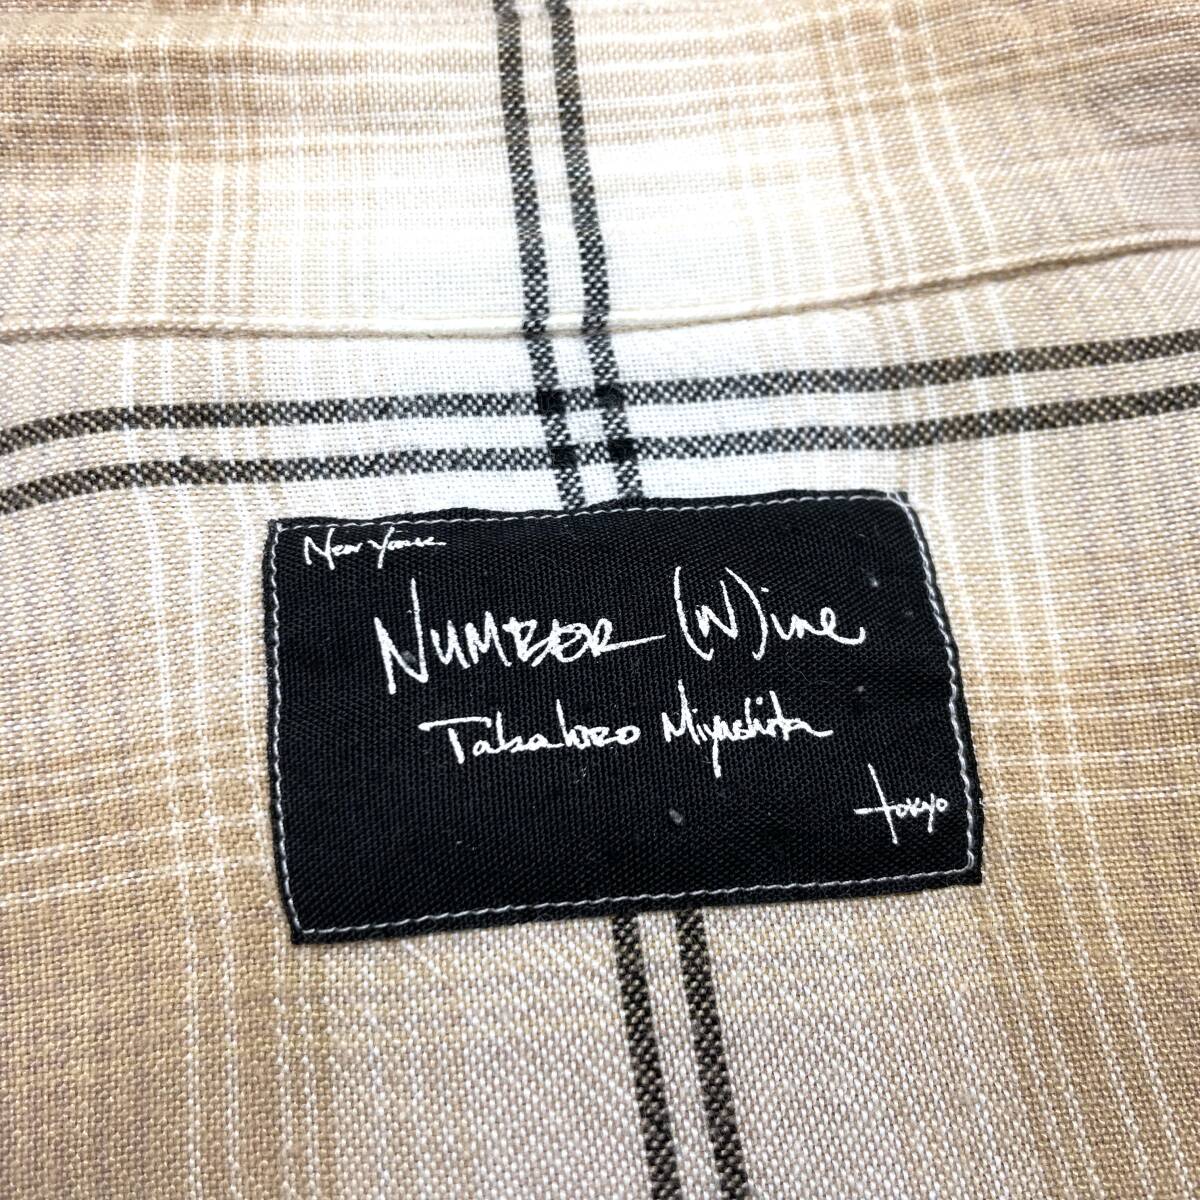 New York
NUMBER (N)ine
Takahiro Miyashita
tokyo